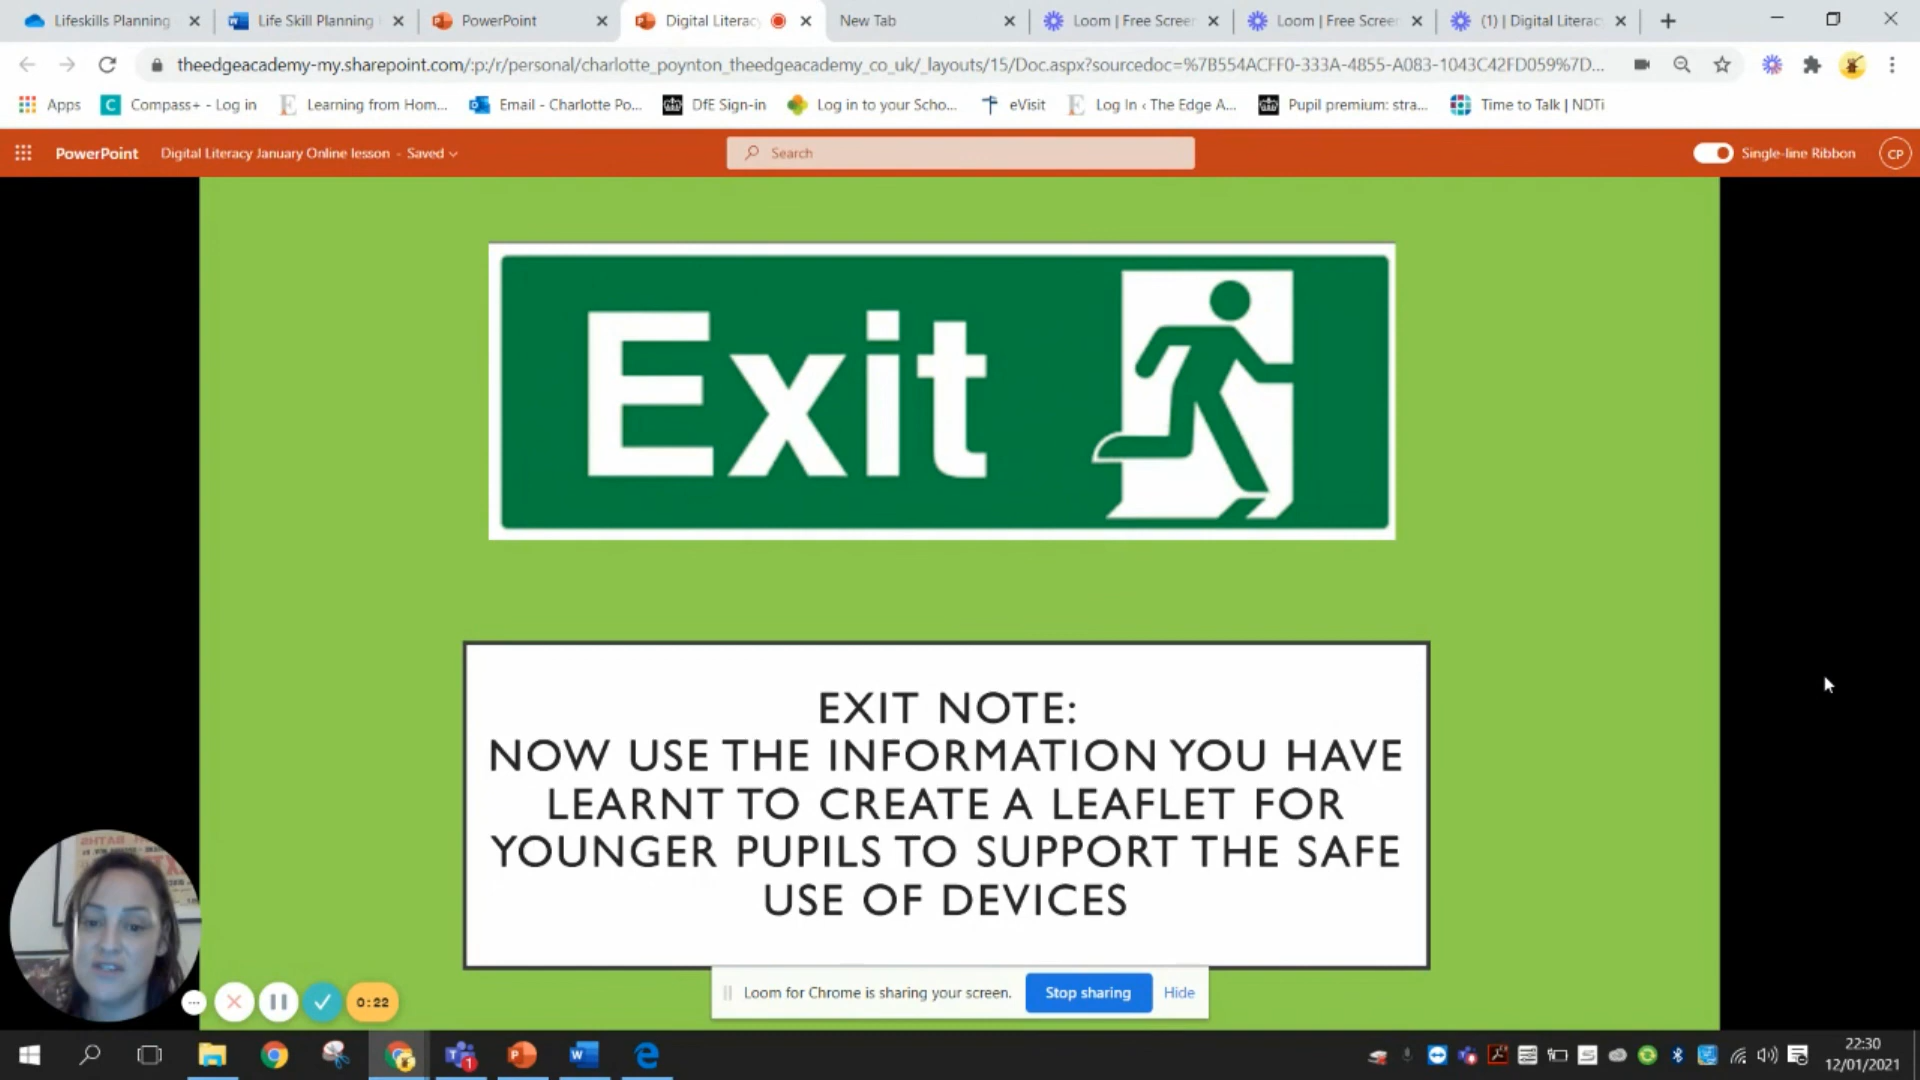 Lifeskills Planning
Life Skill Planning
PowerPoint
Digital Literac
New Tab
Loom | Free Screen
Loom | Free Screen
(1) | Digital Literac
theedgeacademy-my.sharepoint.com/:p:/r/personal/charlotte_poynton_theedgeacademy_co_uk/_layouts/15/Doc.aspx?sourcedoc=%7B554ACFF0-333A-4855-A083-1043C42FD059%7D...
Apps
Compass+ - Log in
Learning from Hom...
Email - Charlotte Po...
DfE Sign-in
Log in to your Scho...
eVisit
Log In ‹ The Edge A...
Pupil premium: stra...
Time to Talk | NDTi
PowerPoint
Digital Literacy January Online lesson - Saved
Search
Single-line Ribbon
CP
Exit
EXIT NOTE:
NOW USE THE INFORMATION YOU HAVE
LEARNT TO CREATE A LEAFLET FOR
YOUNGER PUPILS TO SUPPORT THE SAFE
USE OF DEVICES
0:22
Loom for Chrome is sharing your screen.
Stop sharing
Hide
22:30
12/01/2021